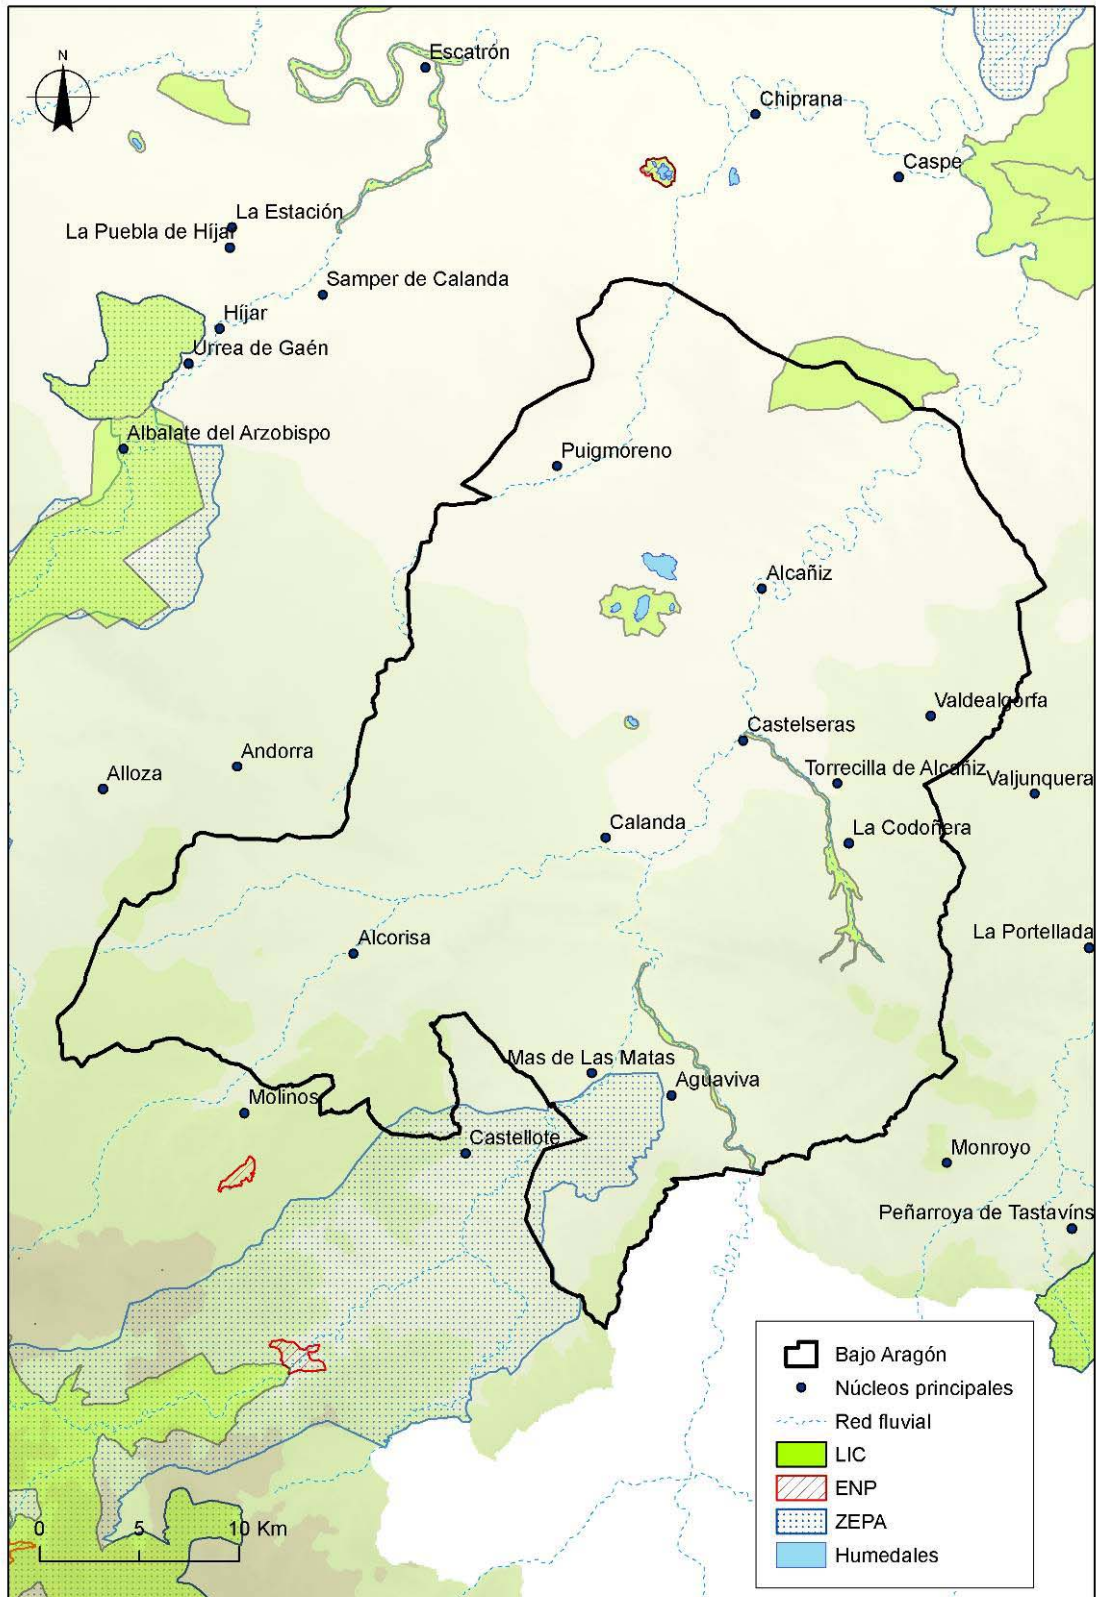 N
Escatrón
Chiprana
Caspe
La Estación
La Puebla de Híjar
Samper de Calanda
Híjar
Urrea de Gaén
Albalate del Arzobispo
Puigmoreno
Alcañiz
Valdealgorfa
Castelseras
Andorra
Torrecilla de Alcañiz
Valjunquera
Alloza
Calanda
La Codoñera
La Portellada
Alcorisa
Mas de Las Matas
Aguaviva
Molinos
Castellote
Monroyo
Peñarroya de Tastavíns
Bajo Aragón
Núcleos principales
Red fluvial
LIC
ENP
ZEPA
Humedales
0 5 10 Km